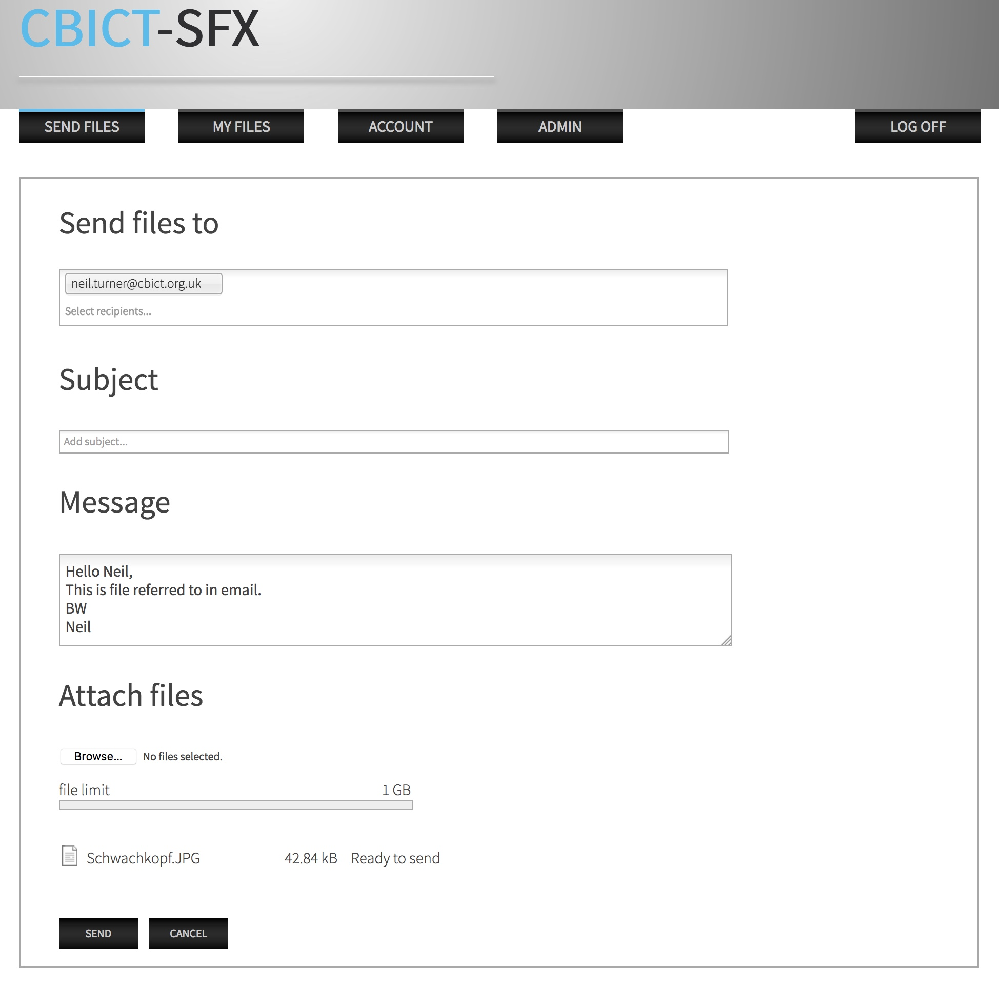 CBICT-SFX
SEND FILES MY FILES ACCOUNT ADMIN LOG OFF
Send files to
neil.turner@cbict.org.uk
Select recipients...
Subject
Add subject...
Message
Hello Neil,
This is file referred to in email.
BW
Neil
Attach files
Browse... No files selected.
file limit 1 GB
Schwachkopf.JPG 42.84 kB Ready to send
SEND CANCEL